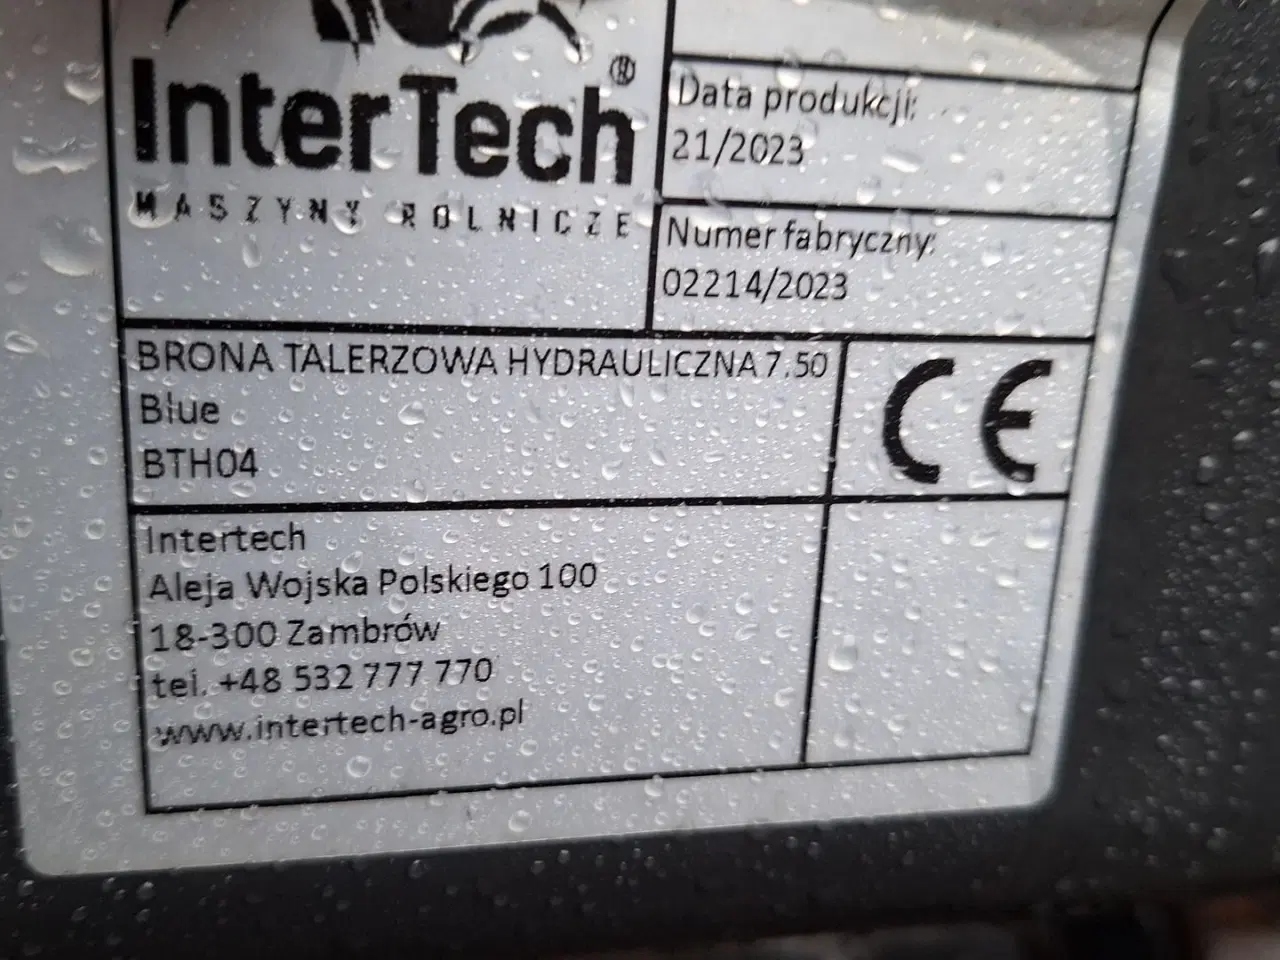 InterTech®
MASZYNY ROLNICZE
Data produkcji:
21/2023
Numer fabryczny:
02214/2023
BRONA TALERZOWA HYDRAULICZNA 7.50
Blue
BTH04
CE
Intertech
Aleja Wojska Polskiego 100
18-300 Zambrów
tel. +48 532 777 770
www.intertech-agro.pl